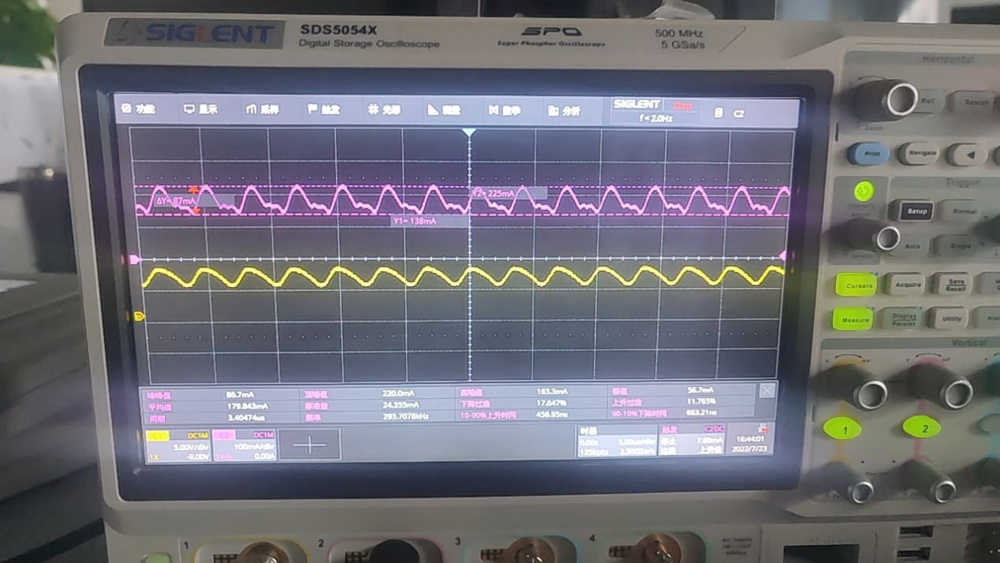 SIGLENT
SDS5054X
Digital Storage Oscilloscope
SPO
Super Phosphor Oscilloscope
500 MHz
5 GSa/s
Horizontal
功能
显示
采样
触发
光标
测量
数学
分析
SIGLENT Stop
f < 2.0Hz
C2
Roll
Search
Zoom
Print
Navigate
ΔY= 87mA
Y2= 225mA
Y1= 138mA
Trigger
Setup
Normal
Auto
Single
Select
Cursors
Acquire
Save
Recall
Measure
Display
Persist
Utility
Vertical
峰峰值 86.7mA 顶端值 220.0mA 底端值 163.3mA 幅值 56.7mA
平均值 179.843mA 标准差 24.355mA 下降过激 17.647% 上升过激 11.765%
周期 3.40474us 频率 293.7078kHz 10-90%上升时间 456.95ns 90-10%下降时间 663.21ns
C1 DC1M
5.00V/div
1X -9.00V
C2 DC1M
100mA/div
1V/A 0.00A
时基
0.00s 5.00us/div
125kpts 2.50GSa/s
触发 C2 DC
停止 7.60mA
边沿 上升沿
16:44:01
2022/7/23
1
2
1
2
3
4